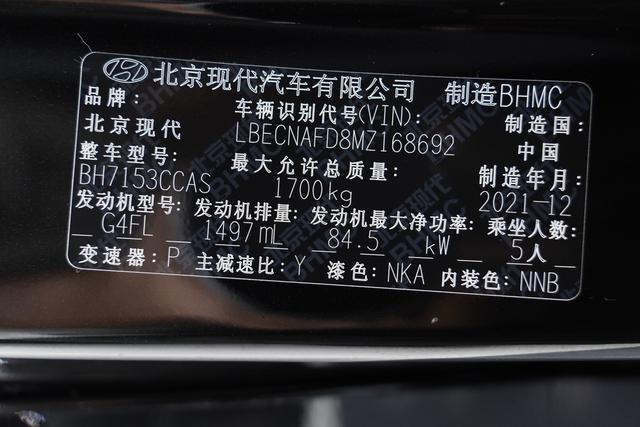 北京现代汽车有限公司 制造BHMC
品牌: 车辆识别代号(VIN): 制造国:
北京现代 LBECNAFD8MZ168692 中国
整车型号: 最大允许总质量: 制造年月:
BH7153CCAS 1700kg 2021-12
发动机型号: 发动机排量: 发动机最大净功率: 乘坐人数:
G4FL 1497mL 84.5 kW 5人
变速器: P 主减速比: Y 漆色: NKA 内装色: NNB